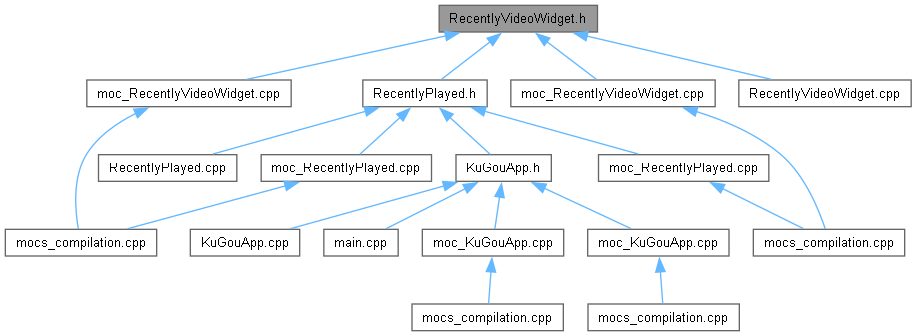 RecentlyVideoWidget.h
moc_RecentlyVideoWidget.cpp
RecentlyPlayed.h
moc_RecentlyVideoWidget.cpp
RecentlyVideoWidget.cpp
RecentlyPlayed.cpp
moc_RecentlyPlayed.cpp
KuGouApp.h
moc_RecentlyPlayed.cpp
mocs_compilation.cpp
KuGouApp.cpp
main.cpp
moc_KuGouApp.cpp
moc_KuGouApp.cpp
mocs_compilation.cpp
mocs_compilation.cpp
mocs_compilation.cpp